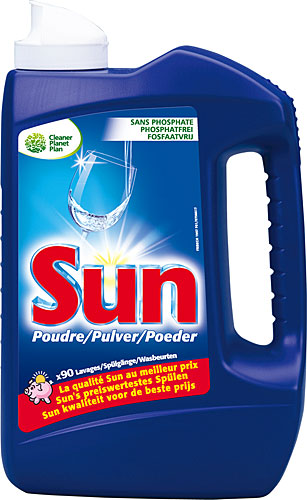 Cleaner
Planet
Plan
SANS PHOSPHATE
PHOSPHATFREI
FOSFAATVRIJ
Sun
Poudre/Pulver/Poeder
x90 Lavages/Spülgänge/Wasbeurten
La qualité Sun au meilleur prix
Sun's preiswertestes Spülen
Sun kwaliteit voor de beste prijs